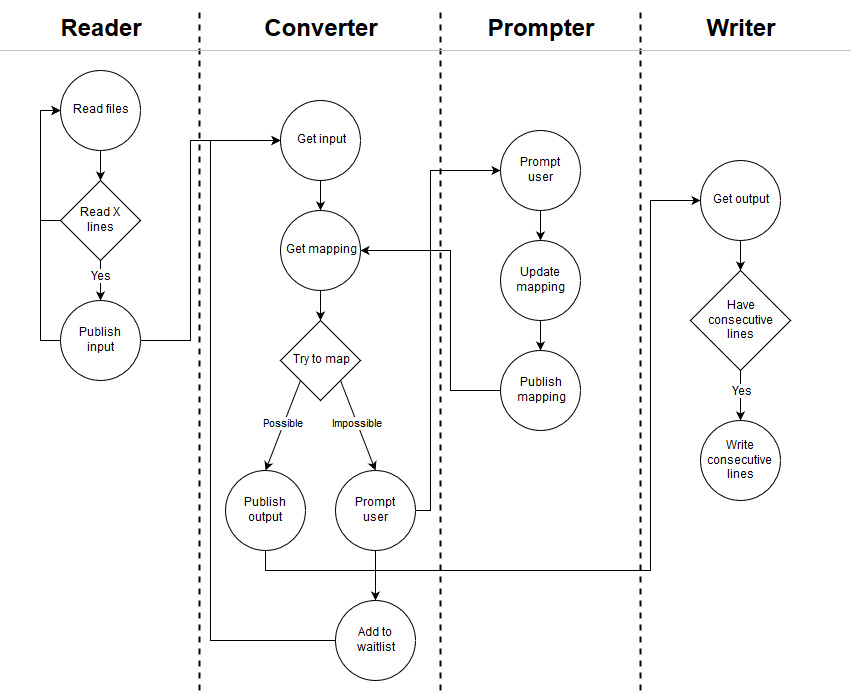 Reader
Converter
Prompter
Writer
Read files
Read X
lines
Yes
Publish
input
Get input
Get mapping
Try to map
Possible
Impossible
Publish
output
Prompt
user
Add to
waitlist
Prompt
user
Update
mapping
Publish
mapping
Get output
Have
consecutive
lines
Yes
Write
consecutive
lines